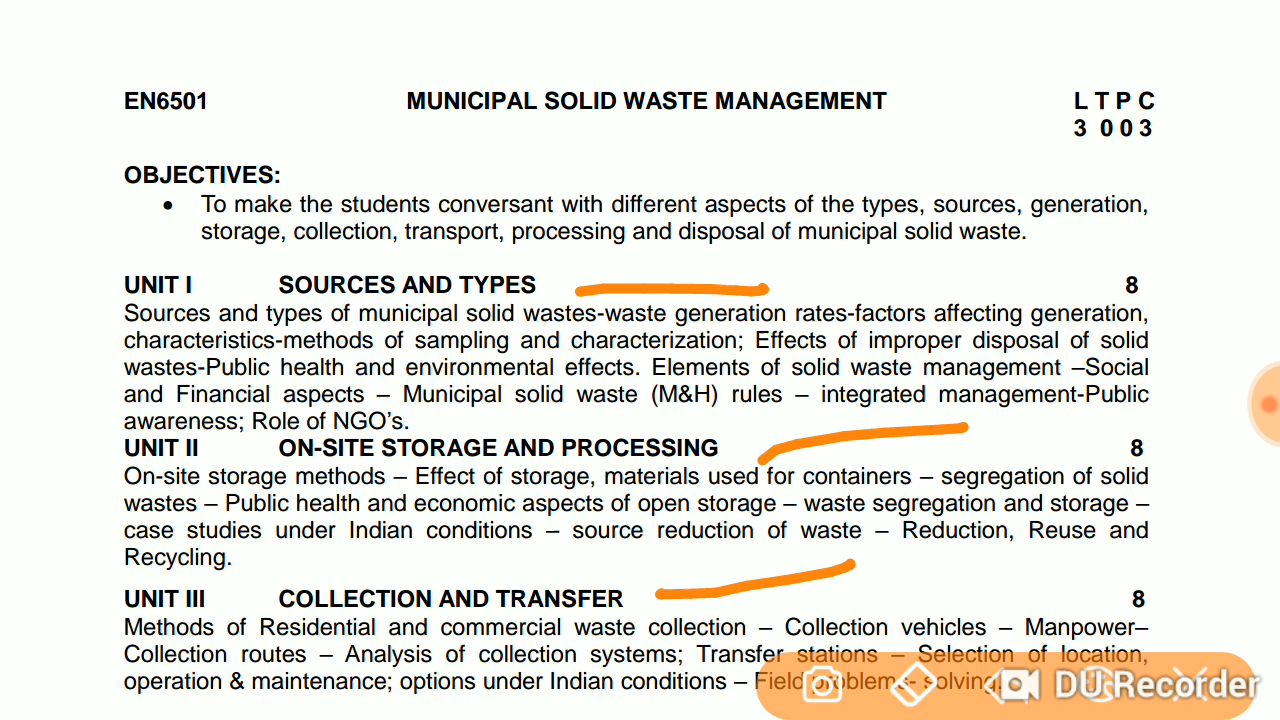 EN6501 MUNICIPAL SOLID WASTE MANAGEMENT L T P C
3 0 0 3
OBJECTIVES:
• To make the students conversant with different aspects of the types, sources, generation,
storage, collection, transport, processing and disposal of municipal solid waste.
UNIT I SOURCES AND TYPES 8
Sources and types of municipal solid wastes-waste generation rates-factors affecting generation,
characteristics-methods of sampling and characterization; Effects of improper disposal of solid
wastes-Public health and environmental effects. Elements of solid waste management –Social
and Financial aspects – Municipal solid waste (M&H) rules – integrated management-Public
awareness; Role of NGO’s.
UNIT II ON-SITE STORAGE AND PROCESSING 8
On-site storage methods – Effect of storage, materials used for containers – segregation of solid
wastes – Public health and economic aspects of open storage – waste segregation and storage –
case studies under Indian conditions – source reduction of waste – Reduction, Reuse and
Recycling.
UNIT III COLLECTION AND TRANSFER 8
Methods of Residential and commercial waste collection – Collection vehicles – Manpower–
Collection routes – Analysis of collection systems; Transfer stations – Selection of location,
operation & maintenance; options under Indian conditions – Field problems- solving.
DU Recorder